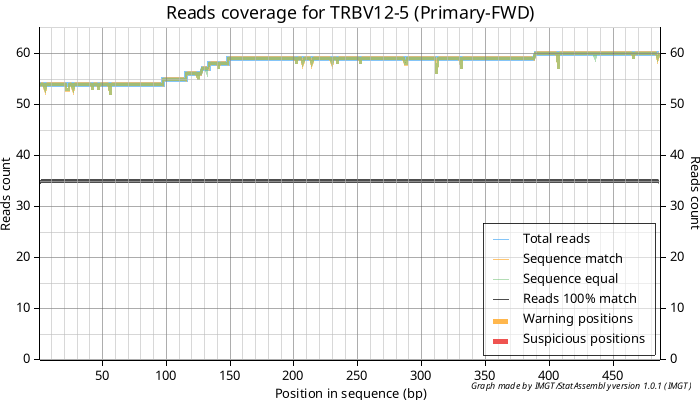 Reads coverage for TRBV12-5 (Primary-FWD)
60
50
40
30
20
10
0
Reads count
60
50
40
30
20
10
0
Reads count
Total reads
Sequence match
Sequence equal
Reads 100% match
Warning positions
Suspicious positions
50 100 150 200 250 300 350 400 450
Position in sequence (bp)
Graph made by IMGT/StatAssembly version 1.0.1 (IMGT)